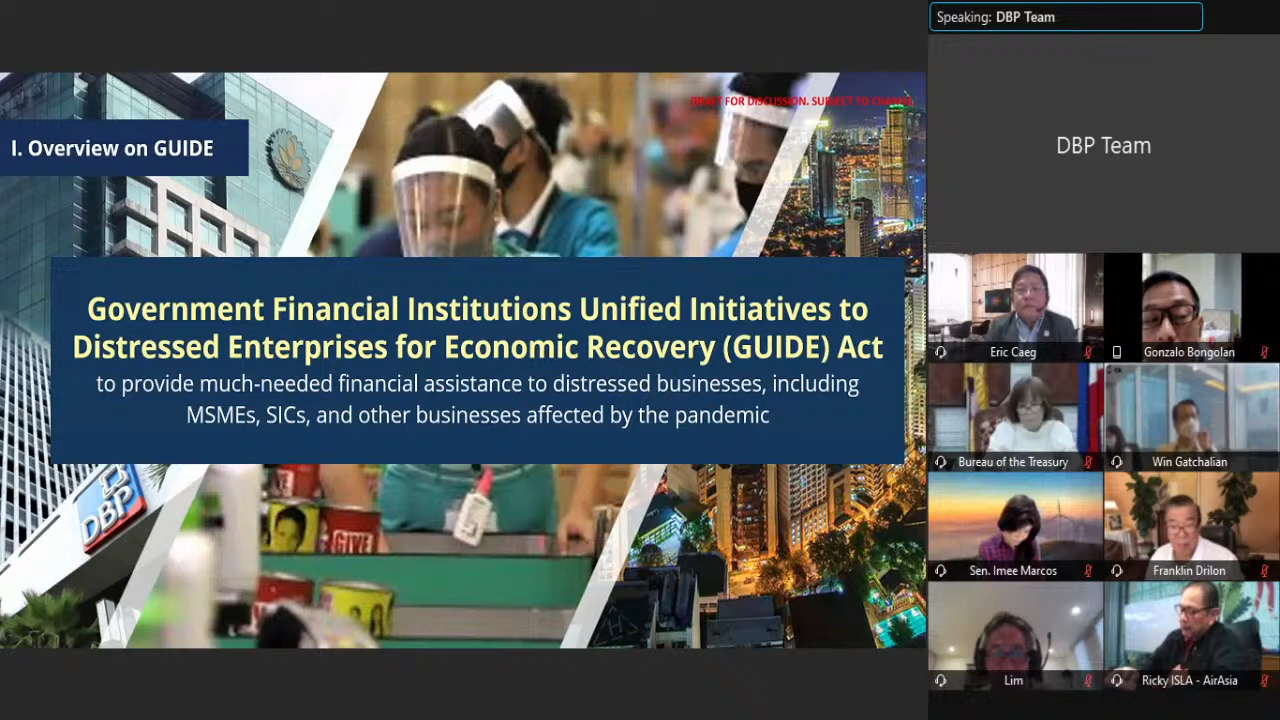 Speaking: DBP Team
DBP Team
DRAFT FOR DISCUSSION. SUBJECT TO CHANGE.
I. Overview on GUIDE
Government Financial Institutions Unified Initiatives to
Distressed Enterprises for Economic Recovery (GUIDE) Act
to provide much-needed financial assistance to distressed businesses, including
MSMEs, SICs, and other businesses affected by the pandemic
DBP
GIVE
Eric Caeg
Gonzalo Bongolan
Bureau of the Treasury
Win Gatchalian
Sen. Imee Marcos
Franklin Drilon
Lim
Ricky ISLA - AirAsia